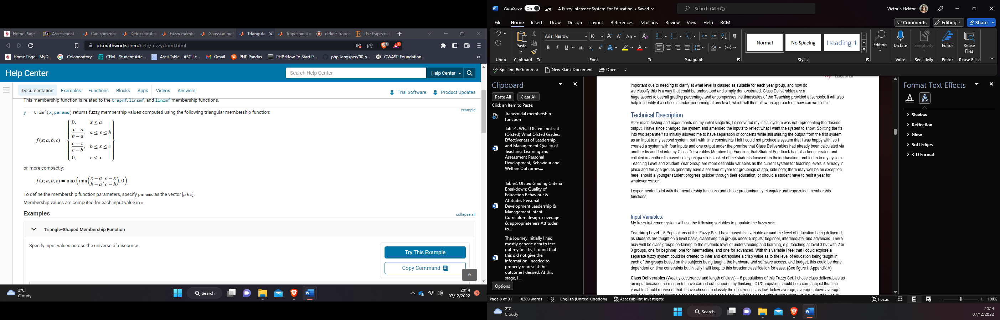 Home Page -
Assessment -
Can someone
Defuzzificatio
Fuzzy membe
Gaussian mem
Triangula
Trapezoidal m
define Trapez
The trapezoid
uk.mathworks.com/help/fuzzy/trimf.html
Home Page - MyD...
Colaboratory
CEM - Student Atte...
Ascii Table - ASCII c...
Gmail
PHP Pandas
PHP :How To Start P...
php-langspec/00-s...
OWASP Foundation...
Help Center
Search Help Center
Help Center
Documentation
Examples
Functions
Blocks
Apps
Videos
Answers
Trial Software
Product Updates
This membership function is related to the trapmf, linsmf, and linzmf membership functions.
example
y = trimf(x,params) returns fuzzy membership values computed using the following triangular membership function:
f(x; a, b, c) = { 0, x ≤ a
(x − a)/(b − a), a ≤ x ≤ b
(c − x)/(c − b), b ≤ x ≤ c
0, c ≤ x }
or, more compactly:
f(x; a, b, c) = max(min((x − a)/(b − a), (c − x)/(c − b)), 0)
To define the membership function parameters, specify params as the vector [a b c].
Membership values are computed for each input value in x.
Examples
collapse all
Triangle-Shaped Membership Function
Specify input values across the universe of discourse.
Try This Example
Copy Command
2°C
Cloudy
Search
20:14
07/12/2022
4
AutoSave On
A Fuzzy Inference System For Education • Saved
Search (Alt+Q)
Victoria Hektor
File
Home
Insert
Draw
Design
Layout
References
Mailings
Review
View
Help
RCM
Comments
Editing
Share
Paste
Arial Narrow
10
Normal
No Spacing
Heading 1
Editing
Dictate
Sensitivity
Editor
Reuse
Files
Undo
Clipboard
Font
Paragraph
Styles
Voice
Sensitivity
Editor
Reuse Files
Spelling & Grammar
New Blank Document
Open
Clipboard
Paste All
Clear All
Click an Item to Paste:
Trapezoidal membership
function
Table1. What Ofsted Looks at
(Ofsted) What Ofsted Grades:
Effectiveness of Leadership
and Management Quality of
Teaching, Learning and
Assessment Personal
Development, Behaviour and
Welfare Outcomes...
Table2. Ofsted Grading Criteria
Breakdown: Quality of
Education Behaviour &
Attitudes Personal
Development Leadership &
Management Intent –
Curriculum design, coverage
& appropriateness Attitudes
to...
The Journey Initially I had
mostly generic data to test
out my first fis, I found that
this did not give the
information I needed to
properly represent the
outcome I desired. At this
stage, I ...
Options
LEICESTER
important due to needing to clarify at what level is classed as suitable for each year group, and how do
we classify this in a way that could be understood and simply demonstrated. Class Deliverables are a
huge aspect to overall grading percentage and encompasses the timescales of the Teaching provided at schools, it will also
help to identify if a school is under-performing at any level, which will then allow an approach of, how can we fix this.
Technical Description
After much testing and experiments on my initial single fis, I discovered my initial system was not representing the desired
output, I have since changed the system and amended the inputs to reflect what I want the system to show. Splitting the fis
into two separate fis's initially allowed me to have separation of concerns while still utilising the output from the first system
as an input to my second system, but I with time constraints I felt I could not produce a system that I was happy with, so I
created a system with four inputs and one output under the premise that Class Deliverables had already been calculated via
another fis and fed into my Class Deliverables Membership Function, that Student Feedback had also been created and
collated in another fis based solely on questions asked of the students focused on their education, and fed in to my system.
Teaching Level and Student Year Group are more definable variables as the current system for teaching levels is already in
place and the age groups generally have a set time of year for groupings of age, side note; there may well be an exception
here, should a younger student progress quicker through their education, or should a student have to resit a year for
whatever reason.
I experimented a lot with the membership functions and chose predominantly triangular and trapezoidal membership
functions.
Input Variables:
My fuzzy inference system will use the following variables to populate the fuzzy sets.
Teaching Level – 5 Populations of this Fuzzy Set: I have based this variable around the level of education being delivered,
as students are taught on a level basis, classifying the groups under 5 inputs; beginner, intermediate, and advanced. There
may well be class groups pertaining to the students level of understanding and learning, e.g. teaching at level 3 but with 2 or
3 groups, one for beginner, one for intermediate, and one for advanced. With this variable I feel that I could explore a
separate fuzzy system could be created to infer and extrapolate a crisp value as to the level of education being taught in
each of the groups based on the subjects being taught, the hardware and software access, and budget, this could be done
dependent on time constraints but initially I will keep to this broader classification for ease. (See figure1, Appendix A)
Class Deliverables (Weekly occurrence and length of class) – 5 populations of this Fuzzy Set: I chose class deliverables as
an input because the research I have carried out supports my thinking, ICT/Computing should be a core subject thus the
variable should represent that. I have chosen to classify the occurrences as low, below average, average, above average
and high, which represents class occurrence on a scale of 0-5 and the class length ranging from 0 to 240 minutes. I have
Format Text Effects
Shadow
Reflection
Glow
Soft Edges
3-D Format
Page 8 of 31
10369 words
English (United Kingdom)
Accessibility: Investigate
Focus
100%
2°C
Cloudy
Search
20:14
07/12/2022